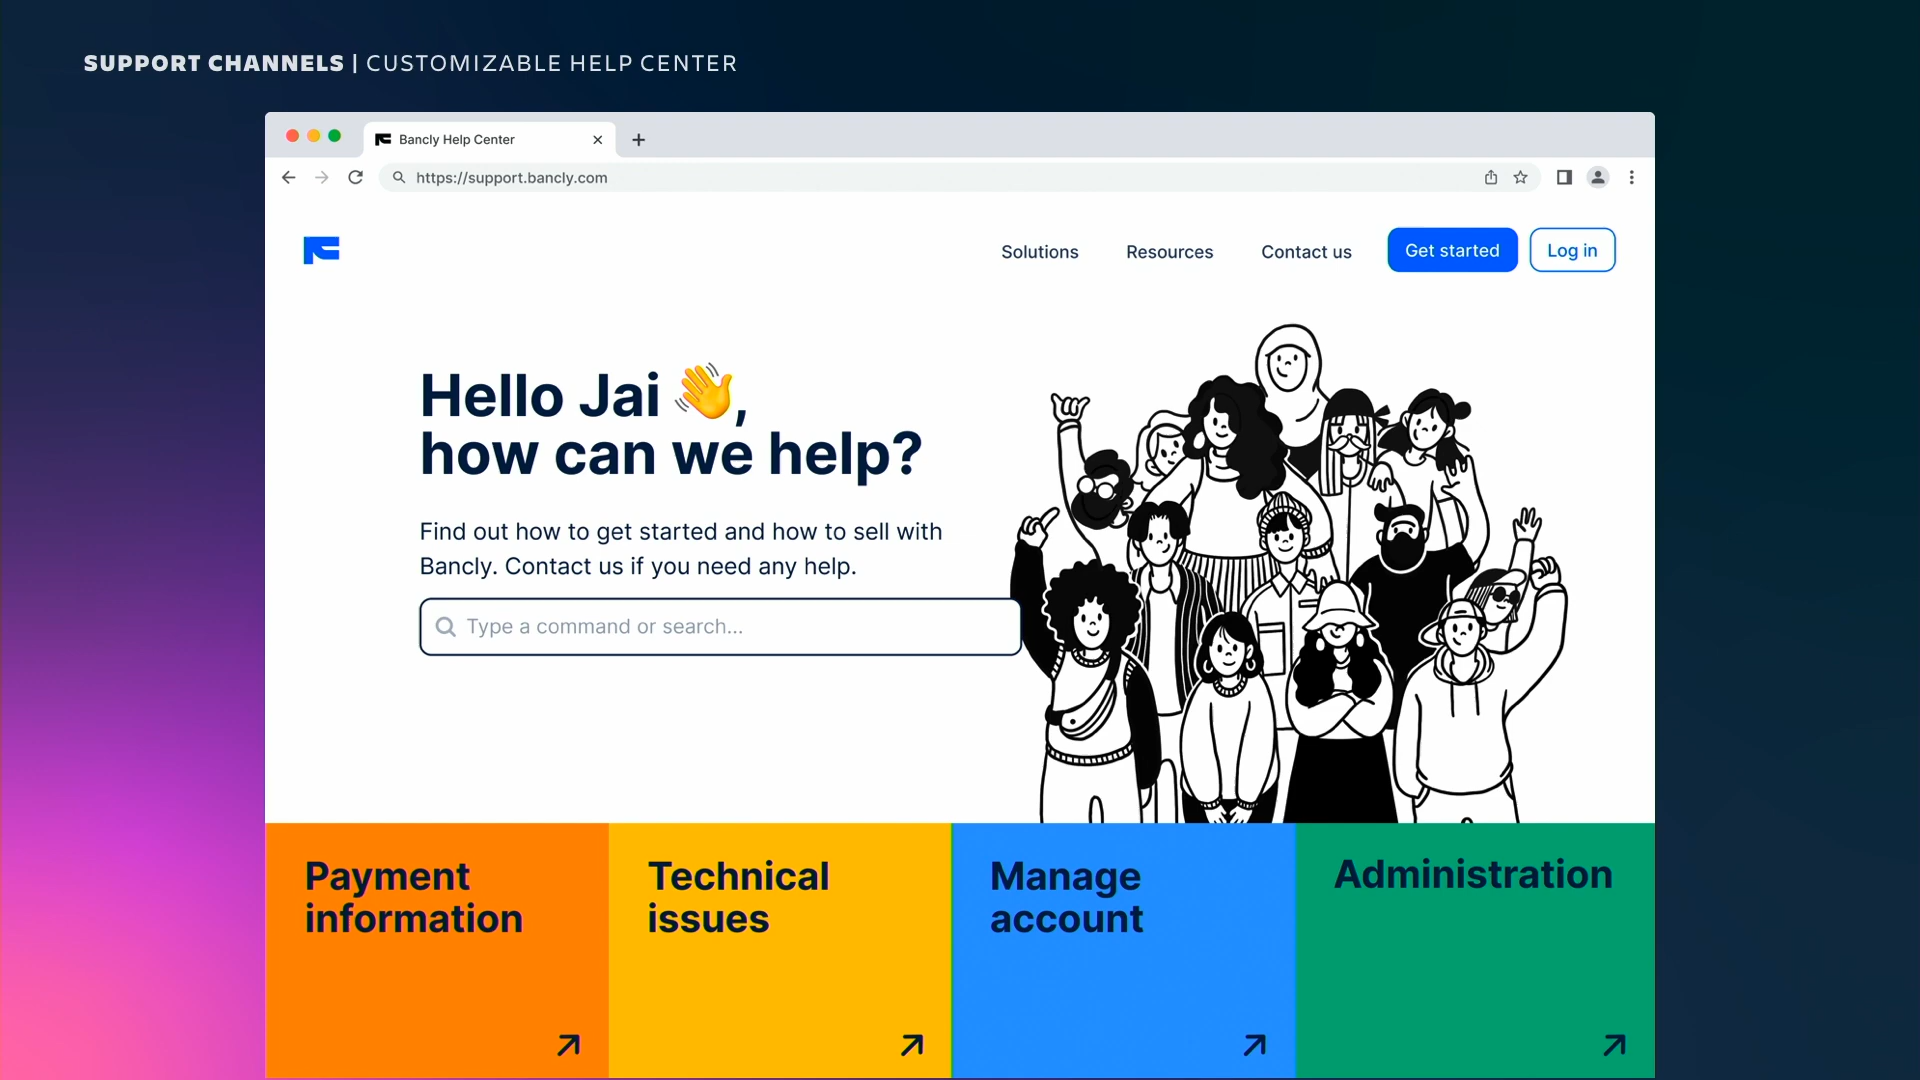 SUPPORT CHANNELS | CUSTOMIZABLE HELP CENTER
Bancly Help Center
https://support.bancly.com
Solutions Resources Contact us Get started Log in
Hello Jai 👋,
how can we help?
Find out how to get started and how to sell with
Bancly. Contact us if you need any help.
Type a command or search...
Payment
information
Technical
issues
Manage
account
Administration